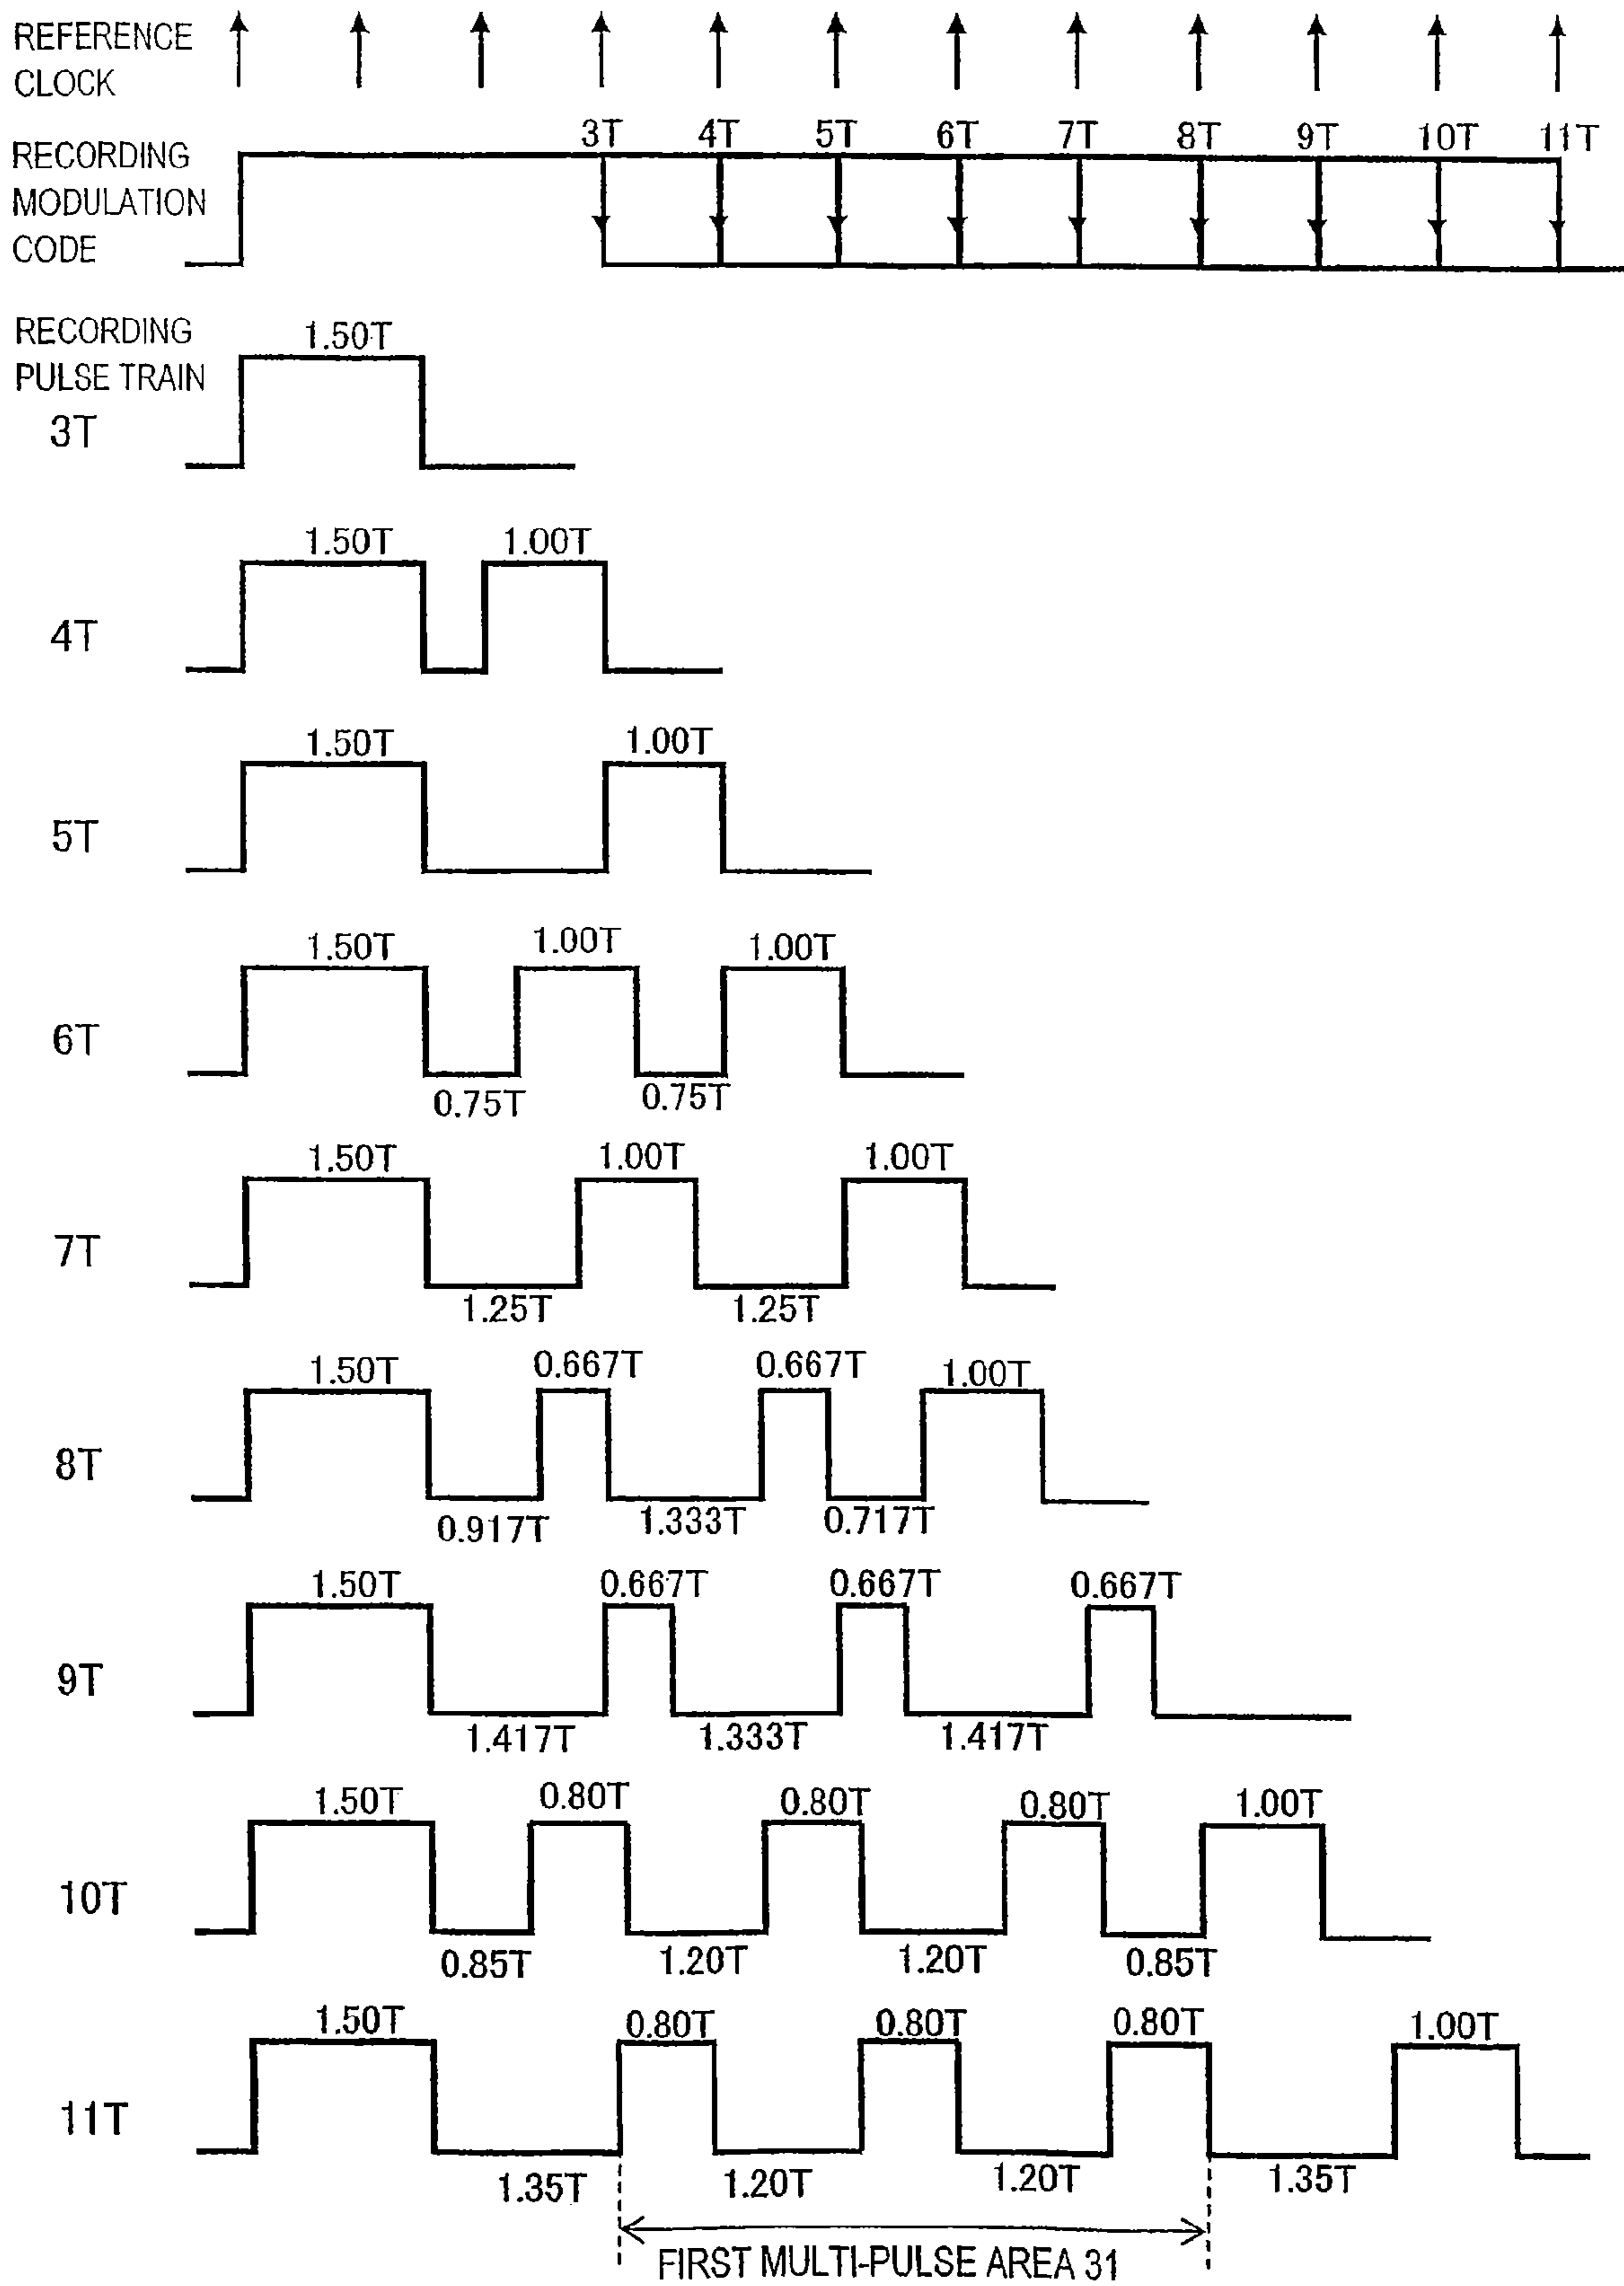 REFERENCE
CLOCK
3T 4T 5T 6T 7T 8T 9T 10T 11T
RECORDING
MODULATION
CODE
RECORDING
PULSE TRAIN
1.50T
3T
1.50T 1.00T
4T
1.50T 1.00T
5T
1.50T 1.00T 1.00T
6T
0.75T 0.75T
1.50T 1.00T 1.00T
7T
1.25T 1.25T
1.50T 0.667T 0.667T 1.00T
8T
0.917T 1.333T 0.717T
1.50T 0.667T 0.667T 0.667T
9T
1.417T 1.333T 1.417T
1.50T 0.80T 0.80T 0.80T 1.00T
10T
0.85T 1.20T 1.20T 0.85T
1.50T 0.80T 0.80T 0.80T 1.00T
11T
1.35T 1.20T 1.20T 1.35T
FIRST MULTI-PULSE AREA 31